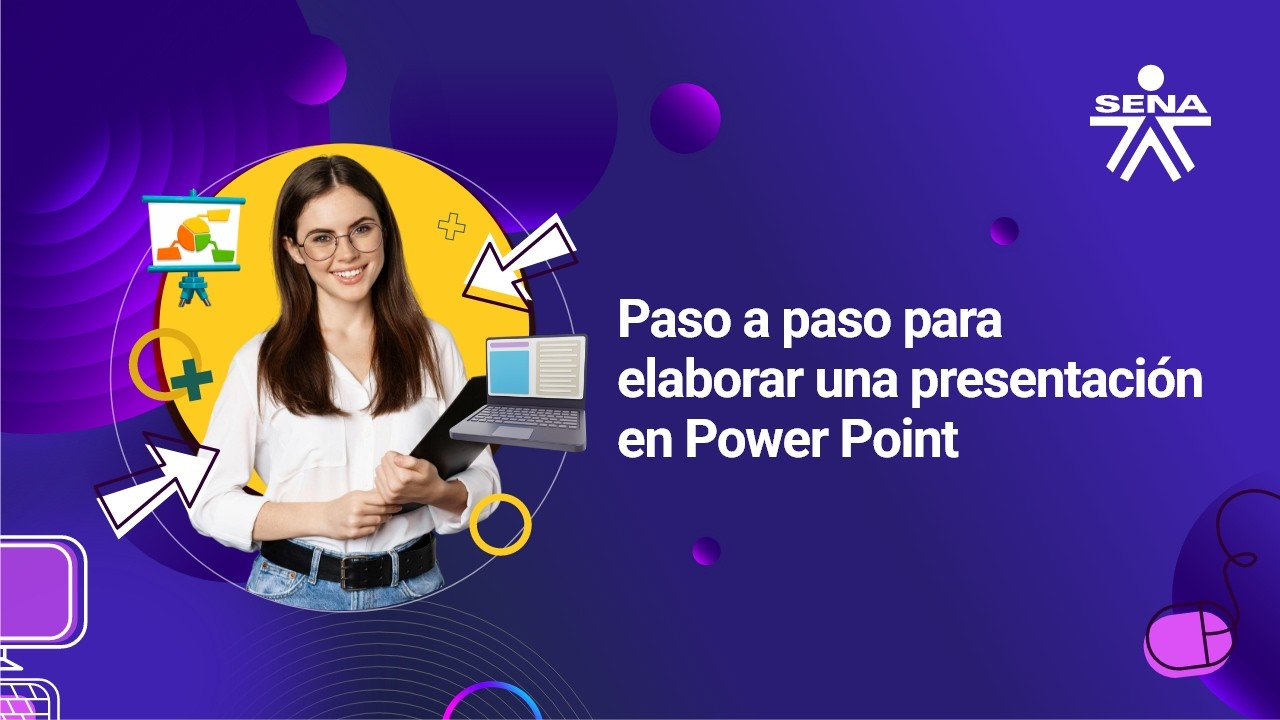 SENA
Paso a paso para
elaborar una presentación
en Power Point